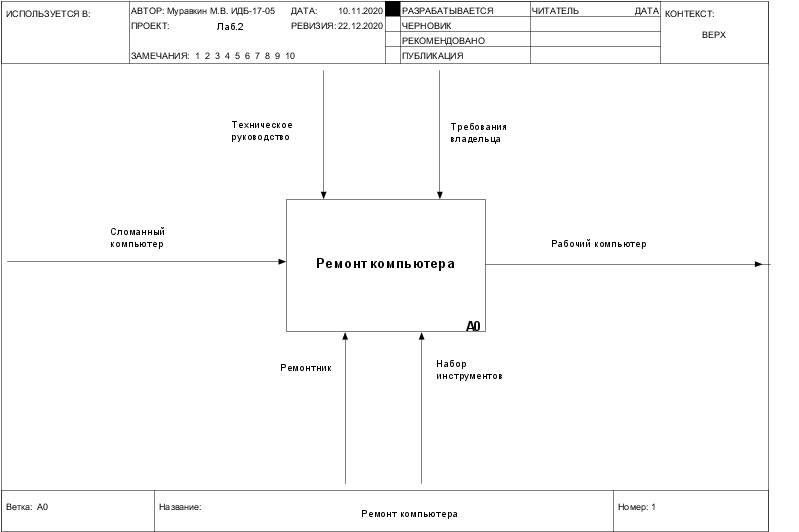 ИСПОЛЬЗУЕТСЯ В:
АВТОР: Муравкин М.В. ИДБ-17-05 ДАТА: 10.11.2020
ПРОЕКТ: Лаб.2 РЕВИЗИЯ: 22.12.2020
ЗАМЕЧАНИЯ: 1 2 3 4 5 6 7 8 9 10
РАЗРАБАТЫВАЕТСЯ
ЧЕРНОВИК
РЕКОМЕНДОВАНО
ПУБЛИКАЦИЯ
ЧИТАТЕЛЬ ДАТА
КОНТЕКСТ:
ВЕРХ
Техническое
руководство
Требования
владельца
Сломанный
компьютер
Ремонт компьютера
A0
Рабочий компьютер
Ремонтник
Набор
инструментов
Ветка: A0
Название:
Ремонт компьютера
Номер: 1